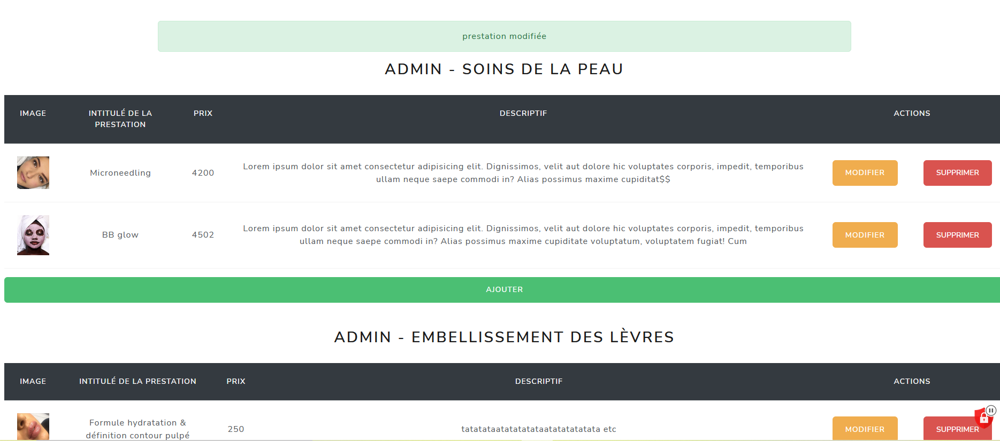 prestation modifiée
ADMIN - SOINS DE LA PEAU
IMAGE INTITULÉ DE LA PRESTATION PRIX DESCRIPTIF ACTIONS
Microneedling 4200 Lorem ipsum dolor sit amet consectetur adipisicing elit. Dignissimos, velit aut dolore hic voluptates corporis, impedit, temporibus
ullam neque saepe commodi in? Alias possimus maxime cupiditat$$ MODIFIER SUPPRIMER
BB glow 4502 Lorem ipsum dolor sit amet consectetur adipisicing elit. Dignissimos, velit aut dolore hic voluptates corporis, impedit, temporibus
ullam neque saepe commodi in? Alias possimus maxime cupiditate voluptatum, voluptatem fugiat! Cum MODIFIER SUPPRIMER
AJOUTER
ADMIN - EMBELLISSEMENT DES LÈVRES
IMAGE INTITULÉ DE LA PRESTATION PRIX DESCRIPTIF ACTIONS
Formule hydratation &
définition contour pulpé 250 tatatataatatatatataatatatatatata etc MODIFIER SUPPRIMER